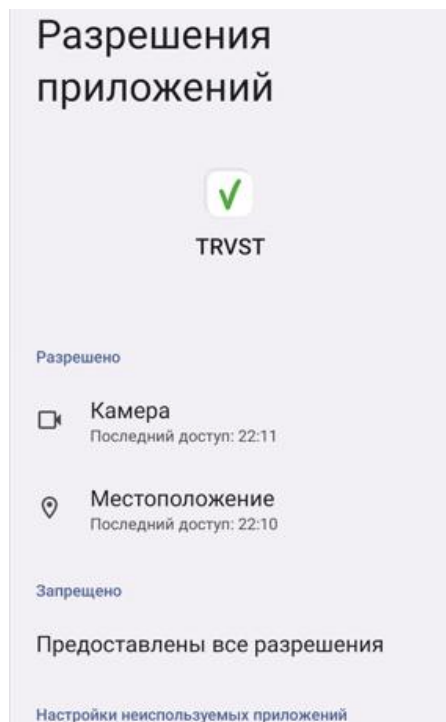 Разрешения
приложений
TRVST
Разрешено
Камера
Последний доступ: 22:11
Местоположение
Последний доступ: 22:10
Запрещено
Предоставлены все разрешения
Настройки неиспользуемых приложений